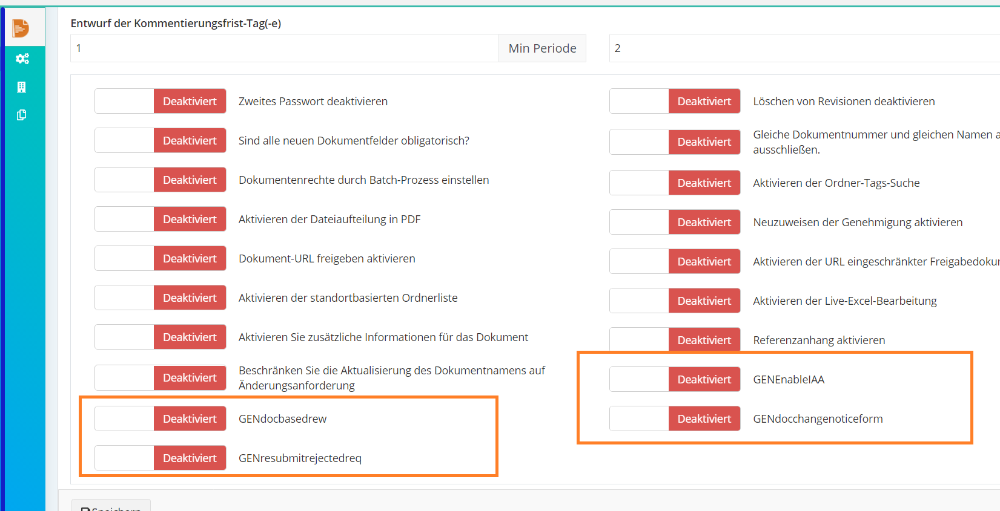 Entwurf der Kommentierungsfrist-Tag(-e)
1
Min Periode
2
Deaktiviert Zweites Passwort deaktivieren
Deaktiviert Löschen von Revisionen deaktivieren
Deaktiviert Sind alle neuen Dokumentfelder obligatorisch?
Deaktiviert Gleiche Dokumentnummer und gleichen Namen
ausschließen.
Deaktiviert Dokumentenrechte durch Batch-Prozess einstellen
Deaktiviert Aktivieren der Ordner-Tags-Suche
Deaktiviert Aktivieren der Dateiaufteilung in PDF
Deaktiviert Neuzuweisen der Genehmigung aktivieren
Deaktiviert Dokument-URL freigeben aktivieren
Deaktiviert Aktivieren der URL eingeschränkter
Deaktiviert Aktivieren der standortbasierten Ordnerliste
Deaktiviert Aktivieren der Live-Excel-Bearbeitung
Deaktiviert Aktivieren Sie zusätzliche Informationen für das Dokument
Deaktiviert Referenzanhang aktivieren
Deaktiviert Beschränken Sie die Aktualisierung des Dokumentnamens auf
Änderungsanforderung
Deaktiviert GENEnableIAA
Deaktiviert GENdocbasedrew
Deaktiviert GENdocchangenoticeform
Deaktiviert GENresubmitrejectedreq
Speichern